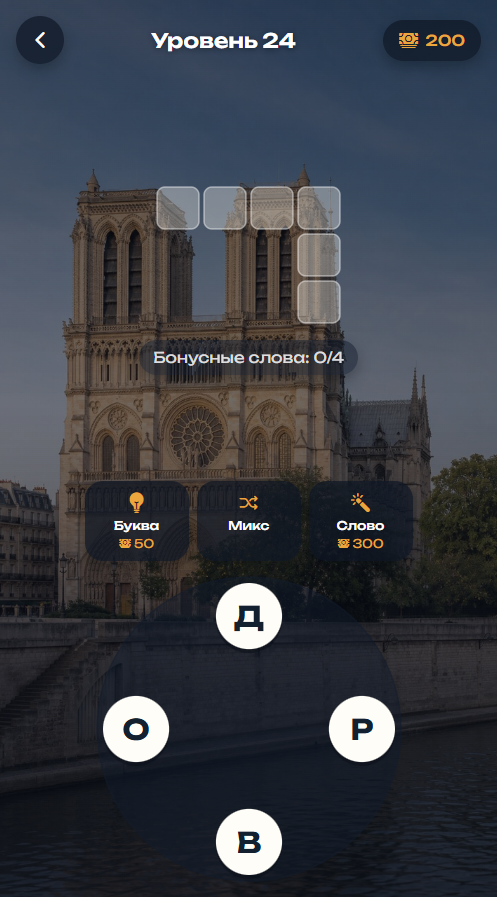 Уровень 24
200
Бонусные слова: 0/4
Буква
50
Микс
Слово
300
Д
О
Р
В